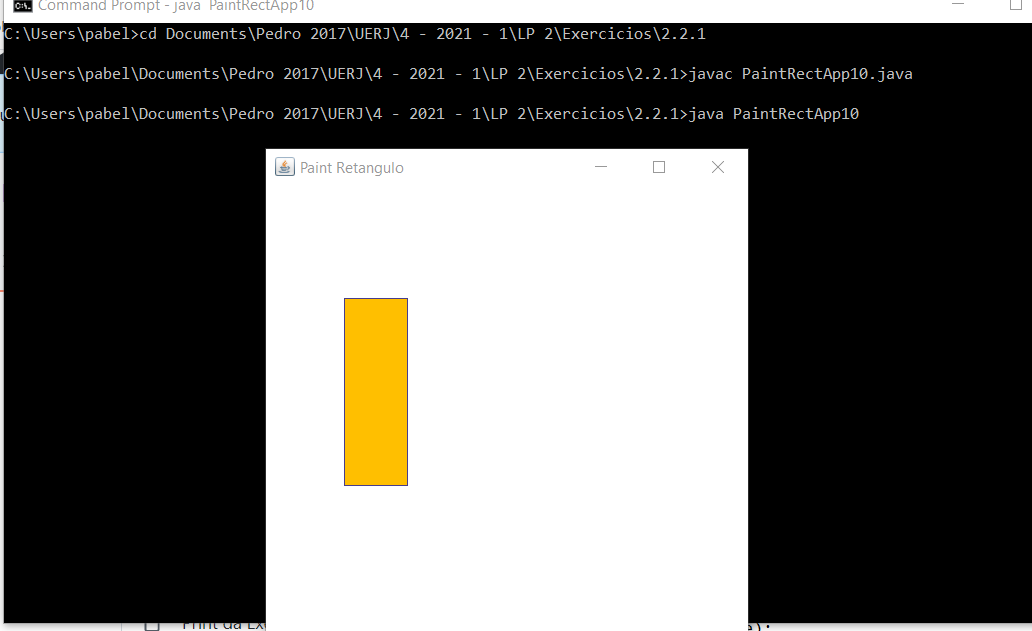 Command Prompt - java  PaintRectApp10
C:\Users\pabel>cd Documents\Pedro 2017\UERJ\4 - 2021 - 1\LP 2\Exercicios\2.2.1
C:\Users\pabel\Documents\Pedro 2017\UERJ\4 - 2021 - 1\LP 2\Exercicios\2.2.1>javac PaintRectApp10.java
C:\Users\pabel\Documents\Pedro 2017\UERJ\4 - 2021 - 1\LP 2\Exercicios\2.2.1>java PaintRectApp10
Paint Retangulo
Print da